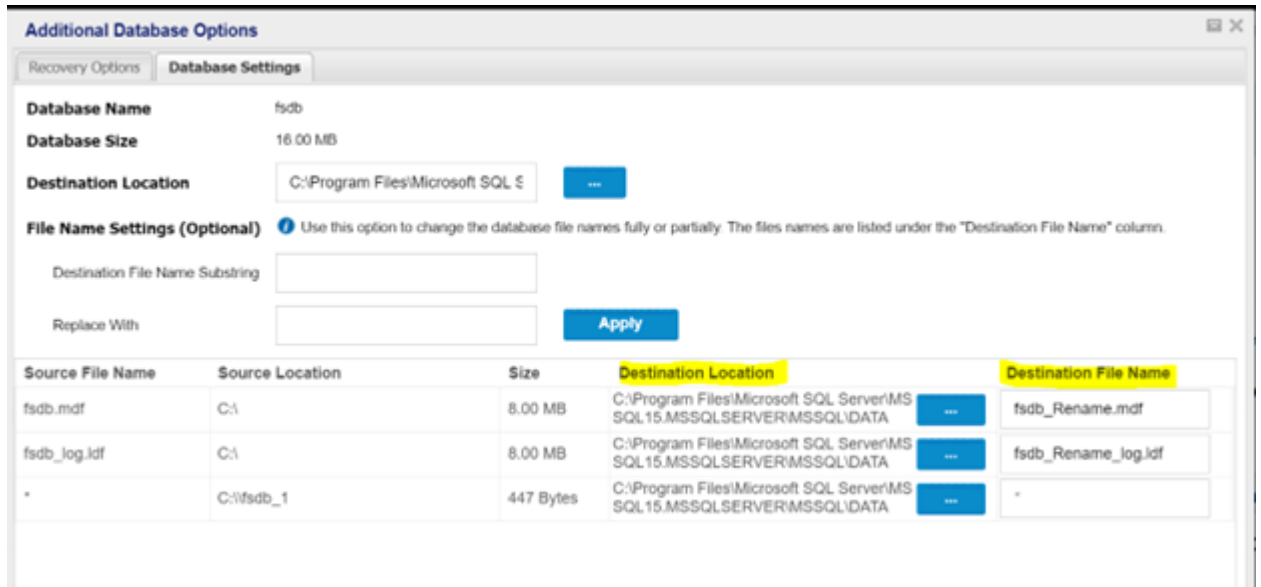 Additional Database Options
Recovery Options Database Settings
Database Name fsdb
Database Size 16.00 MB
Destination Location C:\Program Files\Microsoft SQL S ...
File Name Settings (Optional) i Use this option to change the database file names fully or partially. The files names are listed under the "Destination File Name" column.
Destination File Name Substring
Replace With Apply
Source File Name Source Location Size Destination Location Destination File Name
fsdb.mdf C:\ 8.00 MB C:\Program Files\Microsoft SQL Server\MS ... fsdb_Rename.mdf
SQL15.MSSQLSERVER\MSSQL\DATA
fsdb_log.ldf C:\ 8.00 MB C:\Program Files\Microsoft SQL Server\MS ... fsdb_Rename_log.ldf
SQL15.MSSQLSERVER\MSSQL\DATA
* C:\\fsdb_1 447 Bytes C:\Program Files\Microsoft SQL Server\MS ... *
SQL15.MSSQLSERVER\MSSQL\DATA